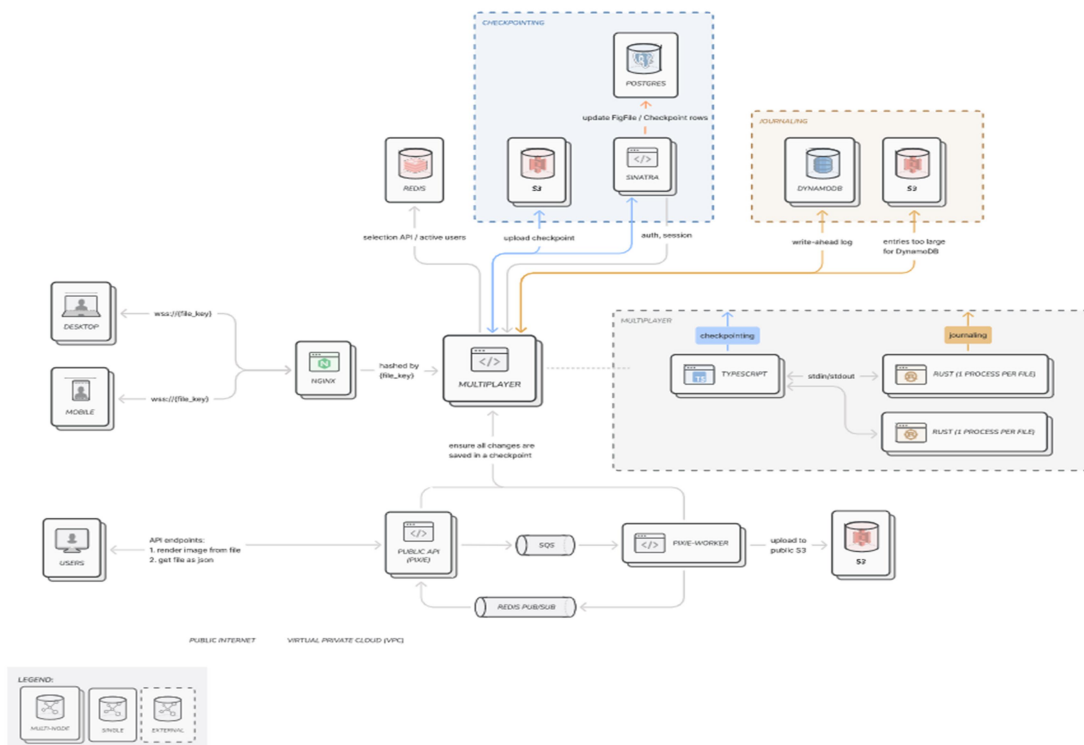 CHECKPOINTING
POSTGRES
update FigFile / Checkpoint rows
JOURNALING
REDIS
S3
SINATRA
DYNAMODB
S3
selection API / active users
upload checkpoint
auth, session
write-ahead log
entries too large
for DynamoDB
DESKTOP
wss://{file_key}
MOBILE
wss://{file_key}
NGINX
hashed by
{file_key}
MULTIPLAYER
MULTIPLAYER
checkpointing
journaling
TYPESCRIPT
stdin/stdout
RUST (1 PROCESS PER FILE)
RUST (1 PROCESS PER FILE)
ensure all changes are
saved in a checkpoint
USERS
API endpoints:
1. render image from file
2. get file as json
PUBLIC API
(PIXIE)
SQS
PIXIE-WORKER
upload to
public S3
S3
REDIS PUB/SUB
PUBLIC INTERNET
VIRTUAL PRIVATE CLOUD (VPC)
LEGEND:
MULTI-NODE
SINGLE
EXTERNAL